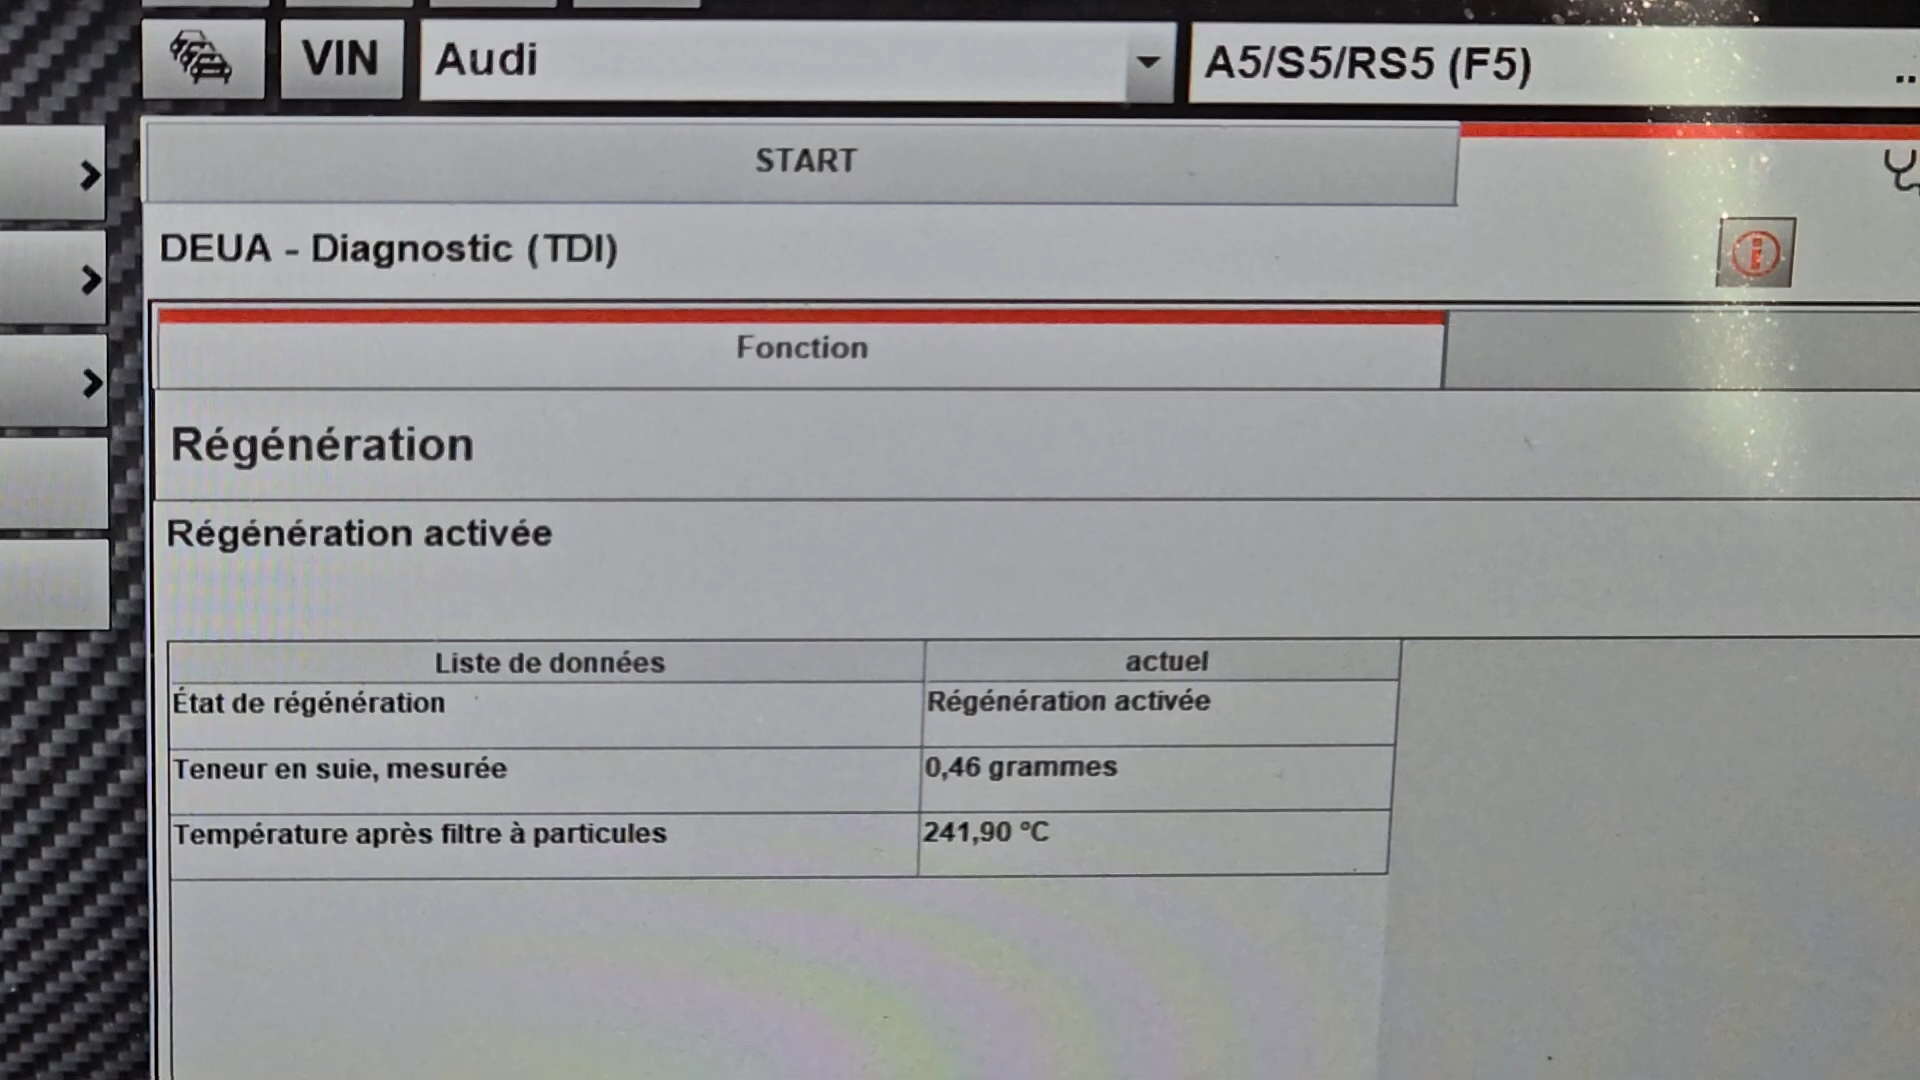 VIN
Audi
A5/S5/RS5 (F5)
..
START
DEUA - Diagnostic (TDI)
Fonction
Régénération
Régénération activée
Liste de données
actuel
État de régénération
Régénération activée
Teneur en suie, mesurée
0,46 grammes
Température après filtre à particules
241,90 °C